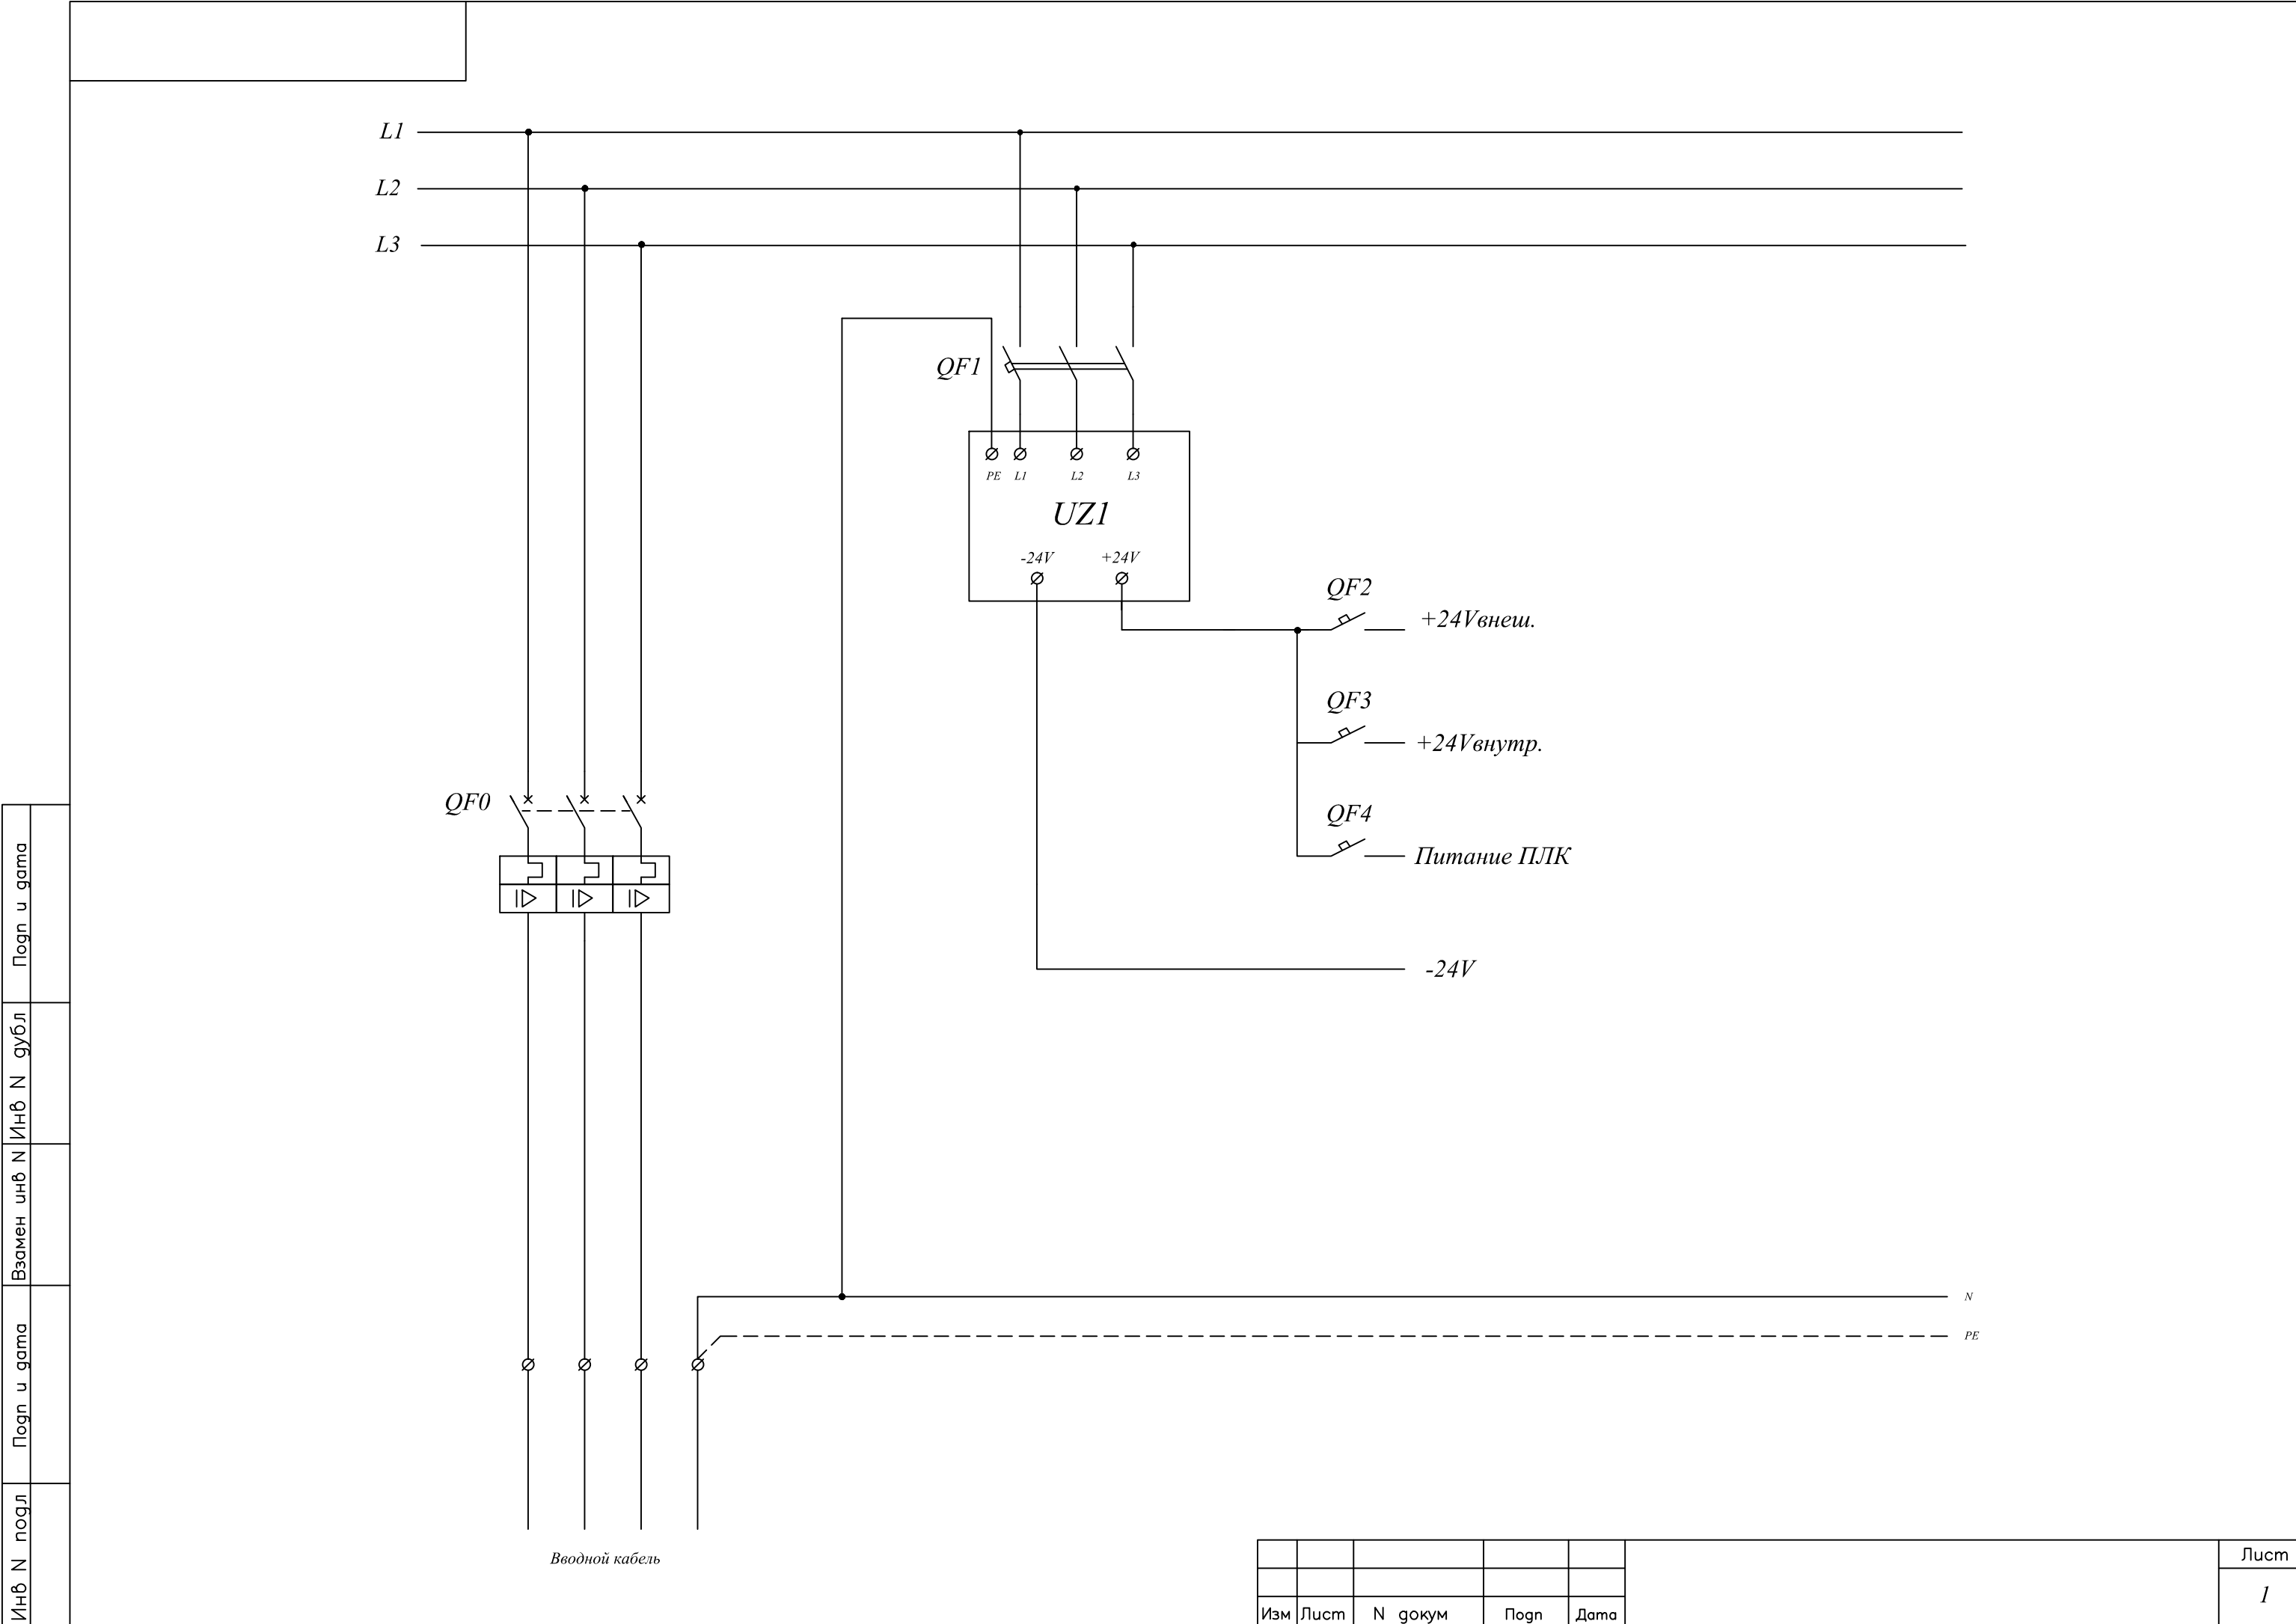 L1
L2
L3
QF1
PE L1 L2 L3
UZ1
-24V +24V
QF2
+24Vвнеш.
QF3
+24Vвнутр.
QF0
QF4
Питание ПЛК
-24V
N
PE
Вводной кабель
Подп и дата
Инв N дубл
Взамен инв N
Подп и дата
Инв N подл
Изм Лист N докум Подп Дата
Лист
1